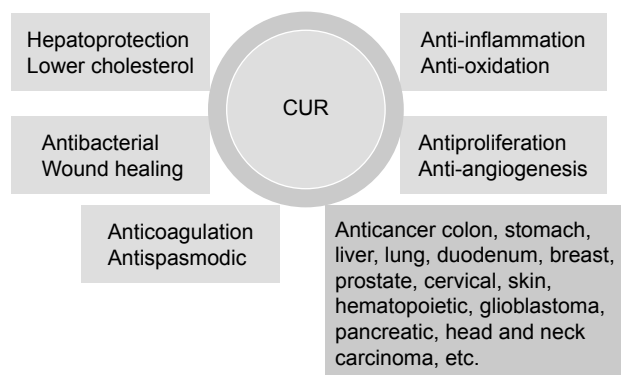 Hepatoprotection
Lower cholesterol
CUR
Anti-inflammation
Anti-oxidation
Antibacterial
Wound healing
Antiproliferation
Anti-angiogenesis
Anticoagulation
Antispasmodic
Anticancer colon, stomach,
liver, lung, duodenum, breast,
prostate, cervical, skin,
hematopoietic, glioblastoma,
pancreatic, head and neck
carcinoma, etc.